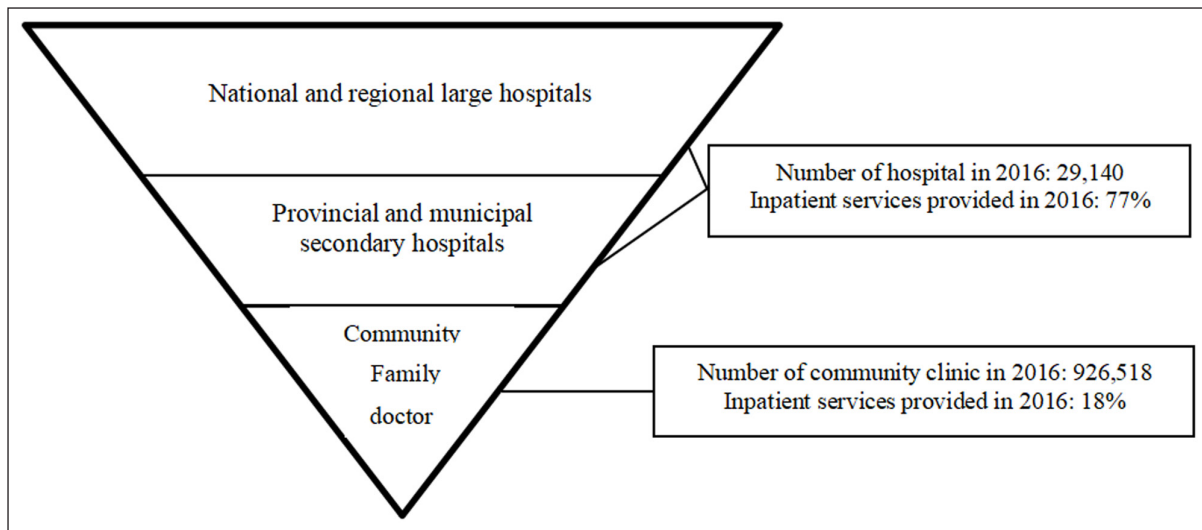 National and regional large hospitals
Provincial and municipal
secondary hospitals
Community
Family
doctor
Number of hospital in 2016: 29,140
Inpatient services provided in 2016: 77%
Number of community clinic in 2016: 926,518
Inpatient services provided in 2016: 18%